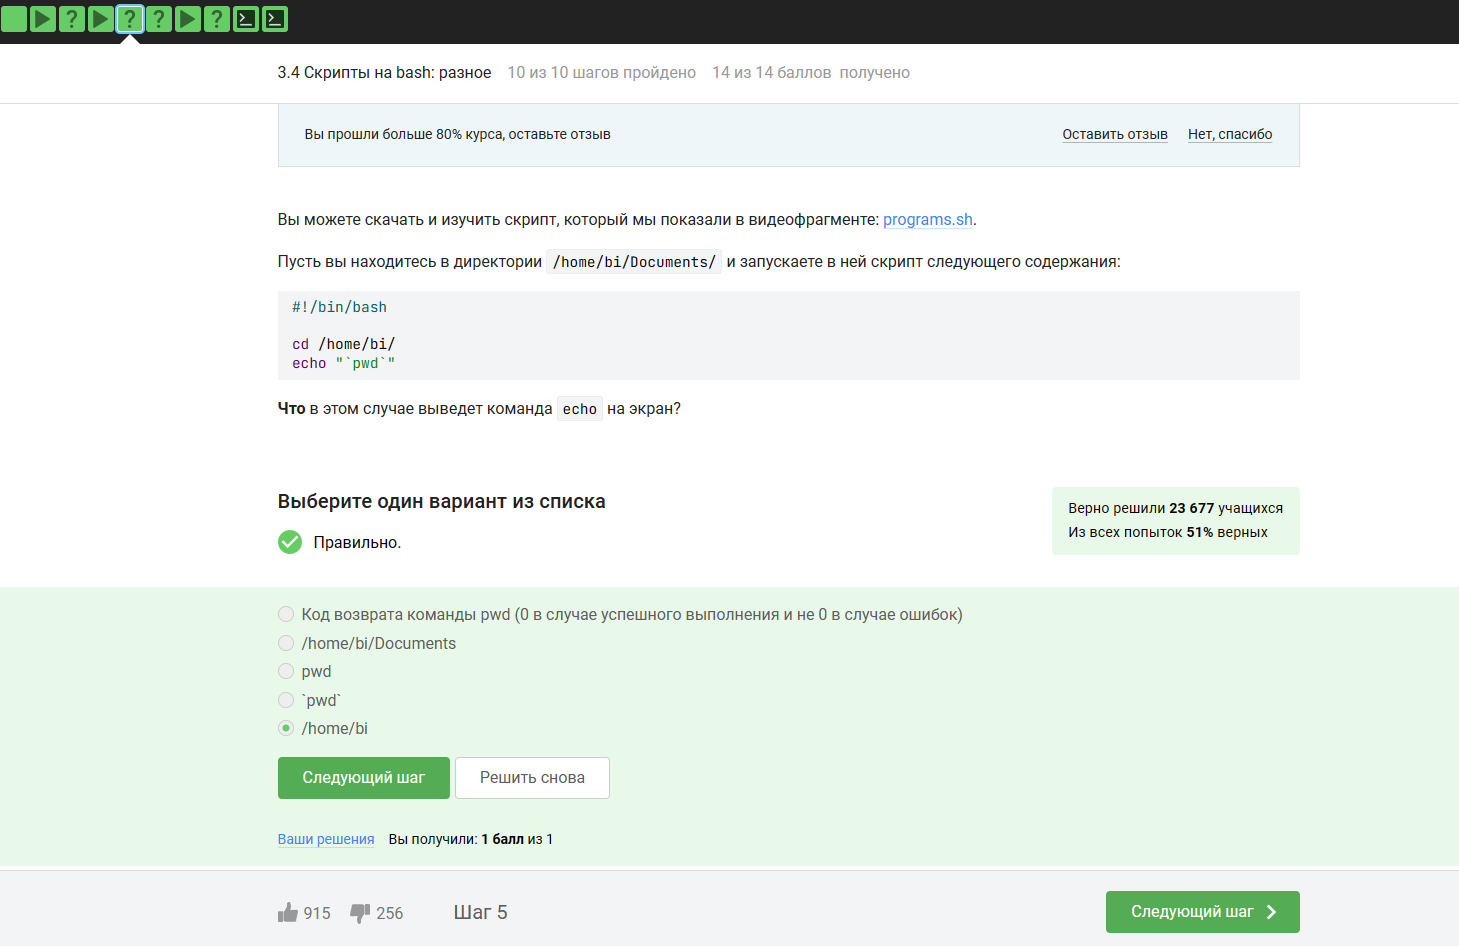 3.4 Скрипты на bash: разное 10 из 10 шагов пройдено 14 из 14 баллов получено
Вы прошли больше 80% курса, оставьте отзыв Оставить отзыв Нет, спасибо
Вы можете скачать и изучить скрипт, который мы показали в видеофрагменте: programs.sh.
Пусть вы находитесь в директории /home/bi/Documents/ и запускаете в ней скрипт следующего содержания:
#!/bin/bash
cd /home/bi/
echo "`pwd`"
Что в этом случае выведет команда echo на экран?
Выберите один вариант из списка
Правильно.
Верно решили 23 677 учащихся
Из всех попыток 51% верных
Код возврата команды pwd (0 в случае успешного выполнения и не 0 в случае ошибок)
/home/bi/Documents
pwd
`pwd`
/home/bi
Следующий шаг Решить снова
Ваши решения Вы получили: 1 балл из 1
915 256 Шаг 5 Следующий шаг